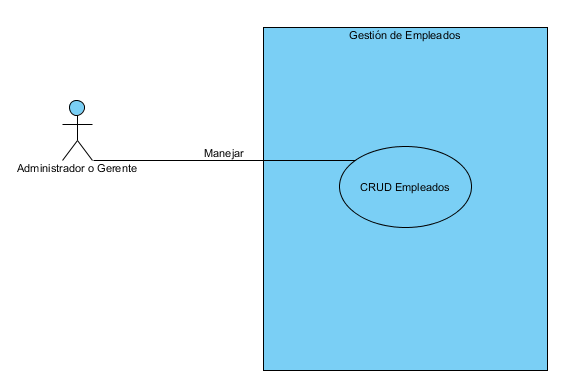 Gestión de Empleados
Manejar
Administrador o Gerente
CRUD Empleados